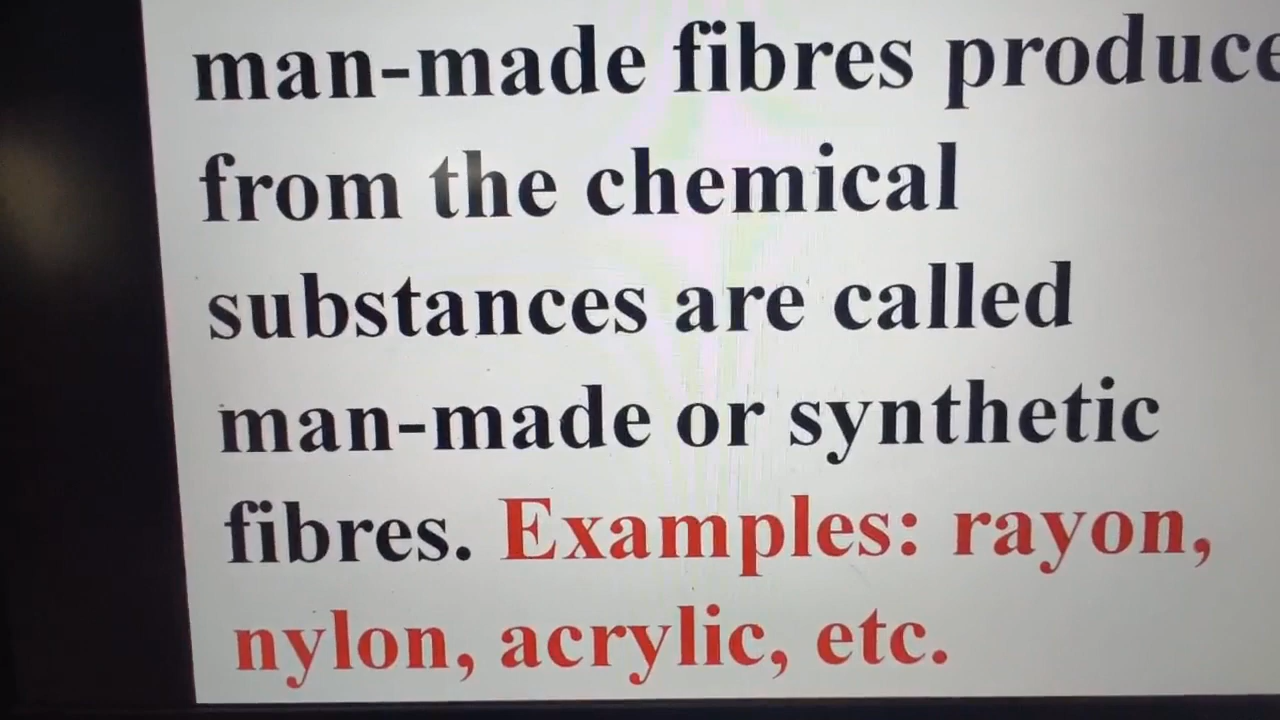 man-made fibres produce
from the chemical
substances are called
man-made or synthetic
fibres. Examples: rayon,
nylon, acrylic, etc.